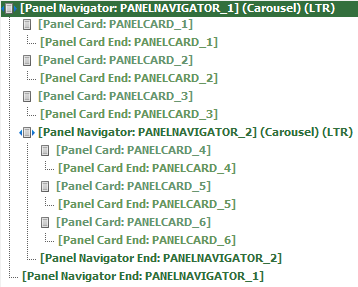 [Panel Navigator: PANELNAVIGATOR_1] (Carousel) (LTR)
[Panel Card: PANELCARD_1]
[Panel Card End: PANELCARD_1]
[Panel Card: PANELCARD_2]
[Panel Card End: PANELCARD_2]
[Panel Card: PANELCARD_3]
[Panel Card End: PANELCARD_3]
[Panel Navigator: PANELNAVIGATOR_2] (Carousel) (LTR)
[Panel Card: PANELCARD_4]
[Panel Card End: PANELCARD_4]
[Panel Card: PANELCARD_5]
[Panel Card End: PANELCARD_5]
[Panel Card: PANELCARD_6]
[Panel Card End: PANELCARD_6]
[Panel Navigator End: PANELNAVIGATOR_2]
[Panel Navigator End: PANELNAVIGATOR_1]